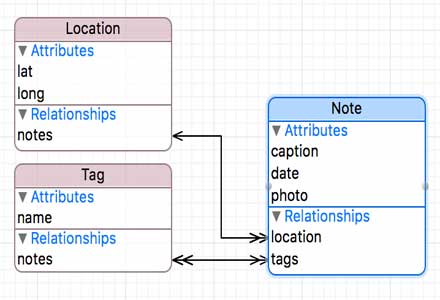 Location
Attributes
lat
long
Relationships
notes
Tag
Attributes
name
Relationships
notes
Note
Attributes
caption
date
photo
Relationships
location
tags